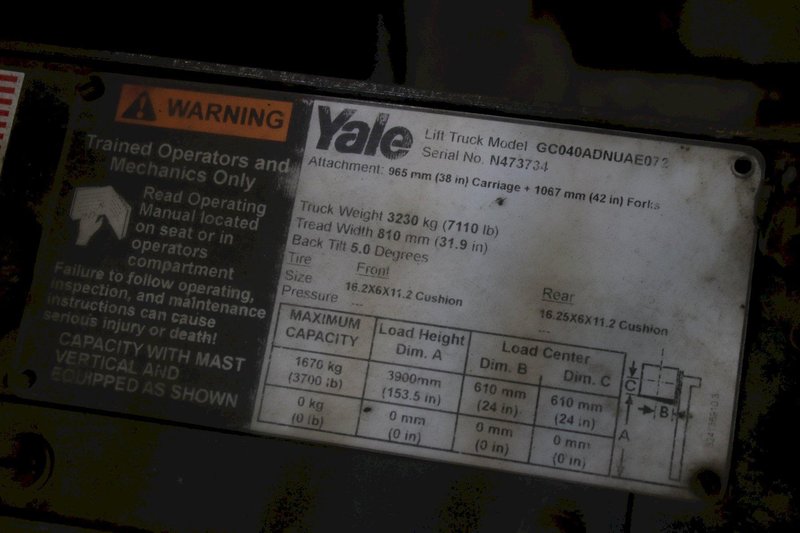 WARNING
Trained Operators and
Mechanics Only
Read Operating
Manual located
on seat or in
operators
compartment
Failure to follow operating,
inspection, and maintenance
instructions can cause
serious injury or death!
CAPACITY WITH MAST
VERTICAL AND
EQUIPPED AS SHOWN
Yale
Lift Truck Model GC040ADNUAE072
Serial No. N473734
Attachment: 965 mm (38 in) Carriage + 1067 mm (42 in) Forks
Truck Weight 3230 kg (7110 lb)
Tread Width 810 mm (31.9 in)
Back Tilt 5.0 Degrees
Tire Front Rear
Size 16.2X6X11.2 Cushion 16.25X6X11.2 Cushion
Pressure --- ---
MAXIMUM CAPACITY Load Height Dim. A Load Center Dim. B Dim. C
1670 kg (3700 lb) 3900mm (153.5 in) 610 mm (24 in) 610 mm (24 in)
0 kg (0 lb) 0 mm (0 in) 0 mm (0 in) 0 mm (0 in)
C
B
A